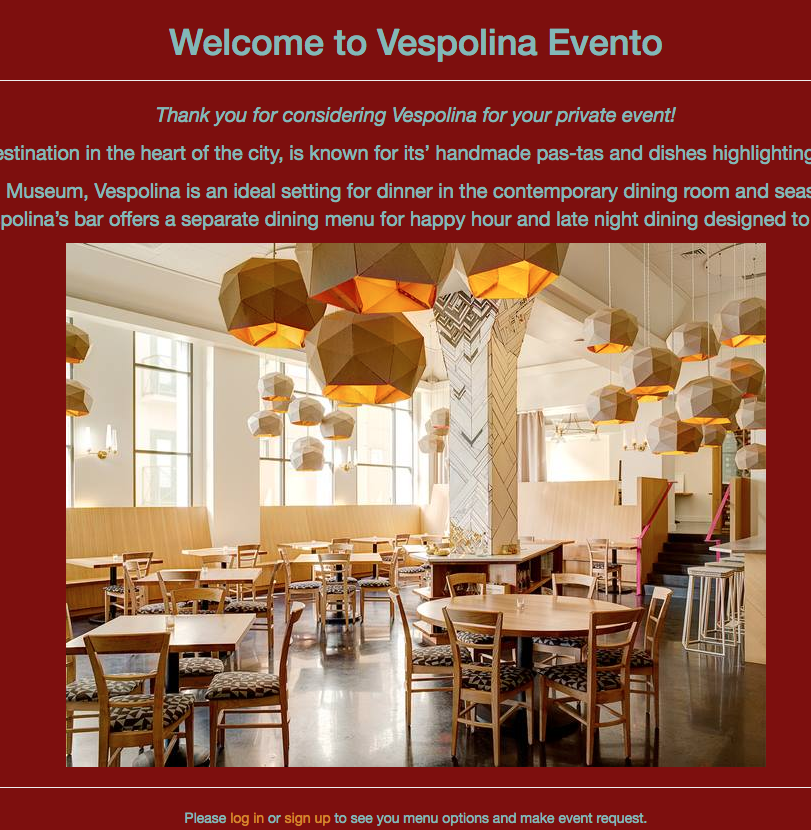 Welcome to Vespolina Evento
Thank you for considering Vespolina for your private event!
estination in the heart of the city, is known for its’ handmade pas-tas and dishes highlighting
Museum, Vespolina is an ideal setting for dinner in the contemporary dining room and seas
polina’s bar offers a separate dining menu for happy hour and late night dining designed to
Please log in or sign up to see you menu options and make event request.